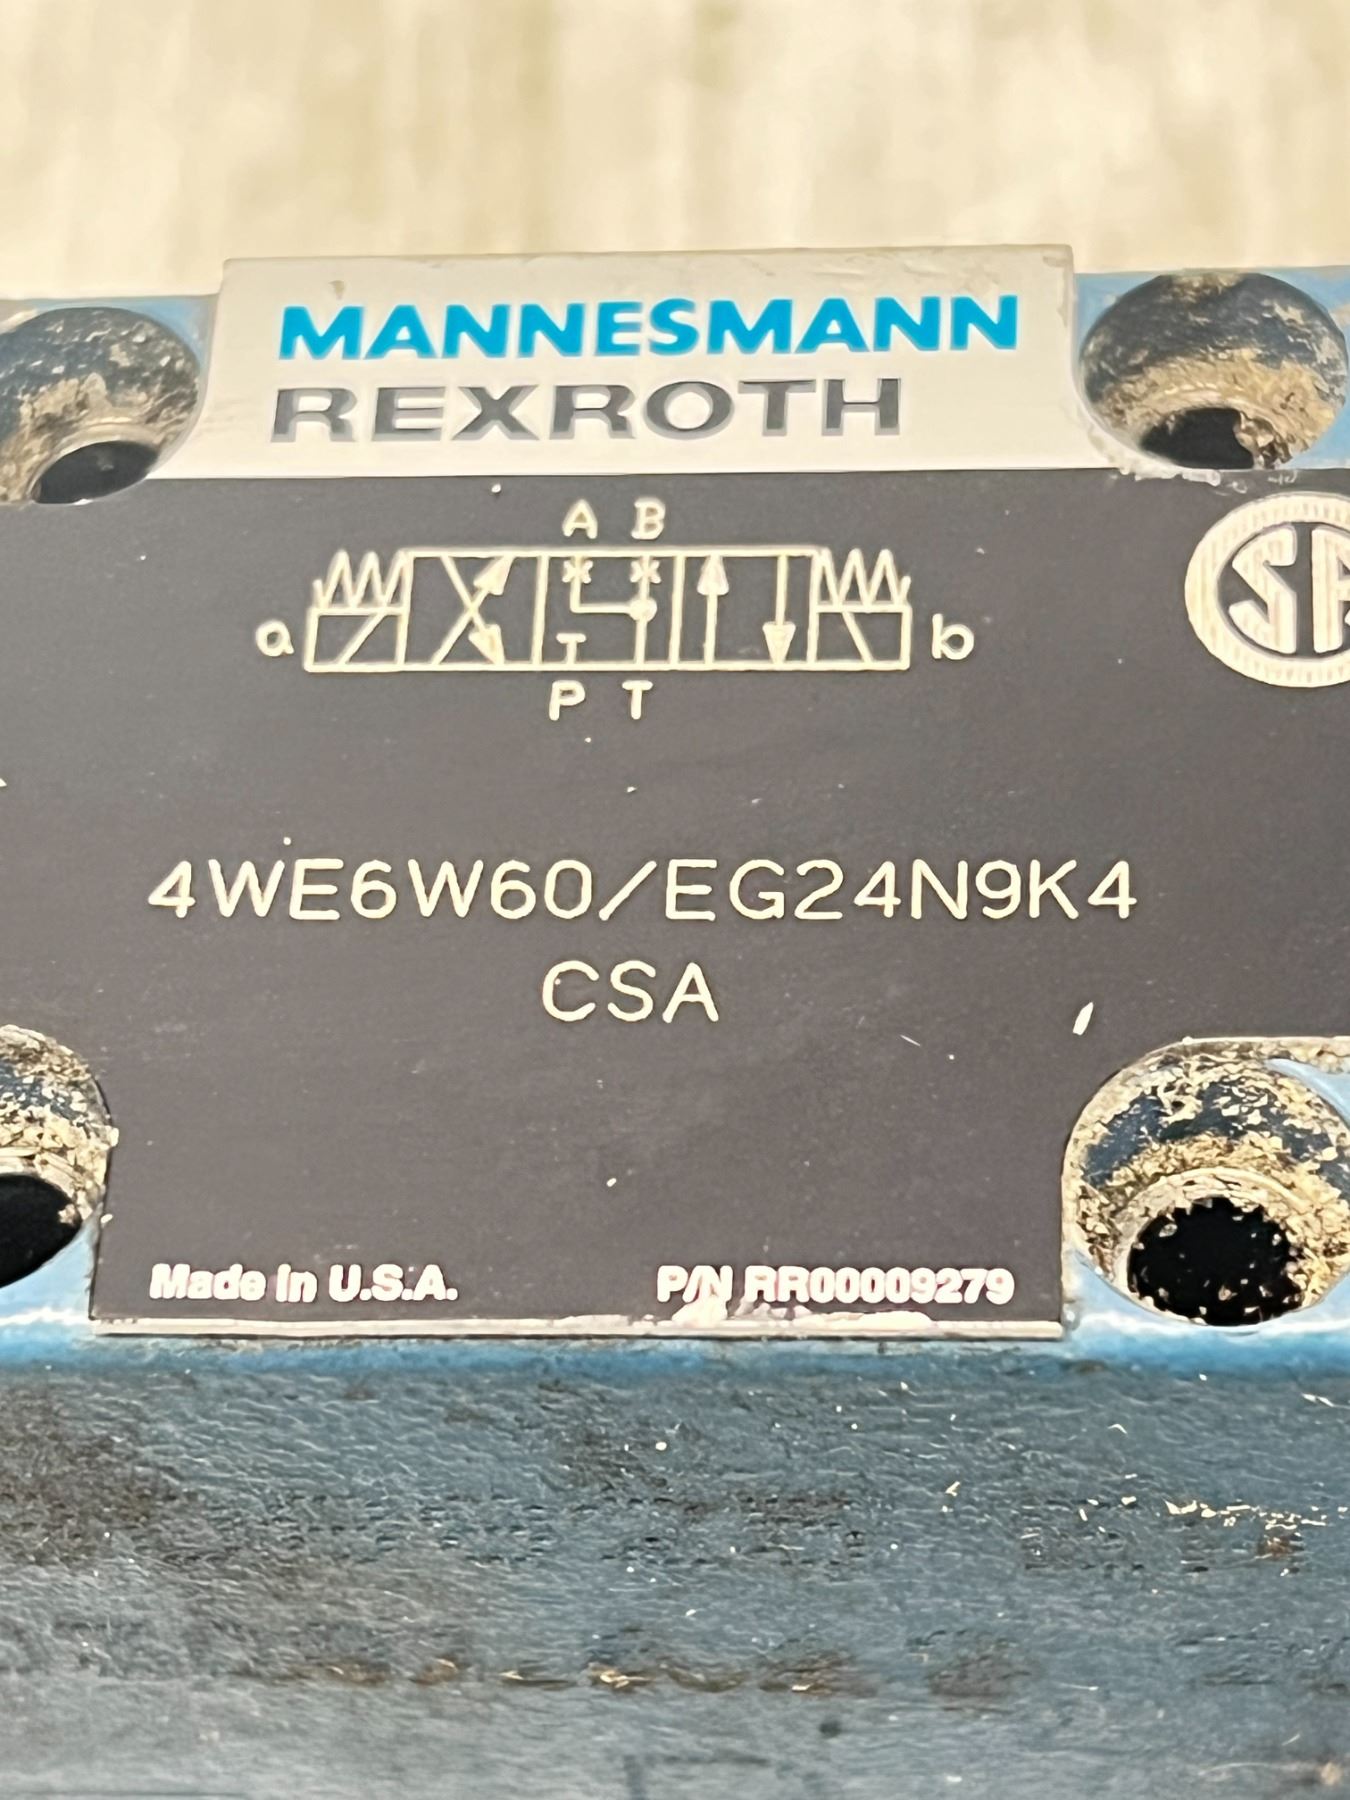 MANNESMANN
REXROTH
A B
a b
P T
4WE6W60/EG24N9K4
CSA
Made in U.S.A. P/N RR00009279